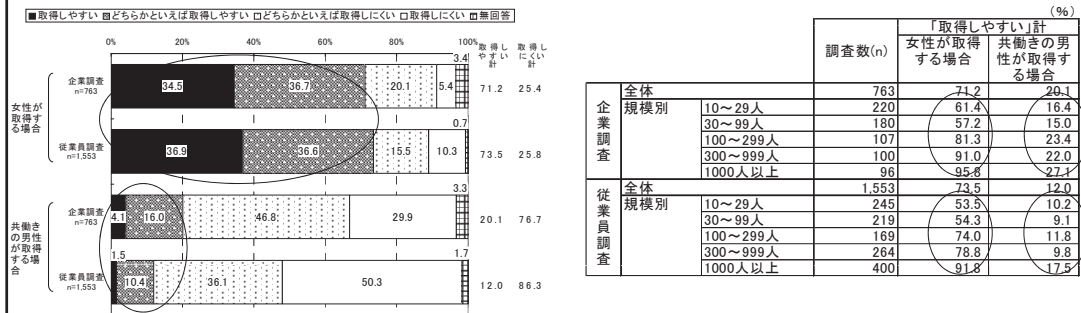 ■取得しやすい どちらかといえば取得しやすい どちらかといえば取得しにくい 取得しにくい 無回答
0% 20% 40% 60% 80% 100%
取得しやすい計 取得しにくい計
女性が取得する場合
企業調査 n=763
34.5 36.7 20.1 5.4 3.4 71.2 25.4
従業員調査 n=1,553
36.9 36.6 15.5 10.3 0.7 73.5 25.8
共働きの男性が取得する場合
企業調査 n=763
4.1 16.0 46.8 29.9 3.3 20.1 76.7
従業員調査 n=1,553
1.5 10.4 36.1 50.3 1.7 12.0 86.3
(%)
調査数(n) 「取得しやすい」計
女性が取得する場合 共働きの男性が取得する場合
企業調査
全体 763 71.2 20.1
規模別 10～29人 220 61.4 16.4
30～99人 180 57.2 15.0
100～299人 107 81.3 23.4
300～999人 100 91.0 22.0
1000人以上 96 95.8 27.1
従業員調査
全体 1,553 73.5 12.0
規模別 10～29人 245 53.5 10.2
30～99人 219 54.3 9.1
100～299人 169 74.0 11.8
300～999人 264 78.8 9.8
1000人以上 400 91.8 17.5